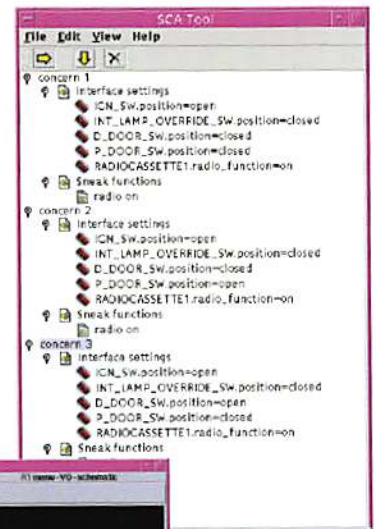 SCA Tool
File Edit View Help
concern 1
Interface settings
IGN_SW.position=open
INT_LAMP_OVERRIDE_SW.position=closed
D_DOOR_SW.position=closed
P_DOOR_SW.position=closed
RADIOCASSETTE1.radio_function=on
Sneak functions
radio on
concern 2
Interface settings
IGN_SW.position=open
INT_LAMP_OVERRIDE_SW.position=closed
D_DOOR_SW.position=closed
P_DOOR_SW.position=open
RADIOCASSETTE1.radio_function=on
Sneak functions
radio on
concern 3
Interface settings
IGN_SW.position=open
INT_LAMP_OVERRIDE_SW.position=closed
D_DOOR_SW.position=open
P_DOOR_SW.position=closed
RADIOCASSETTE1.radio_function=on
Sneak functions